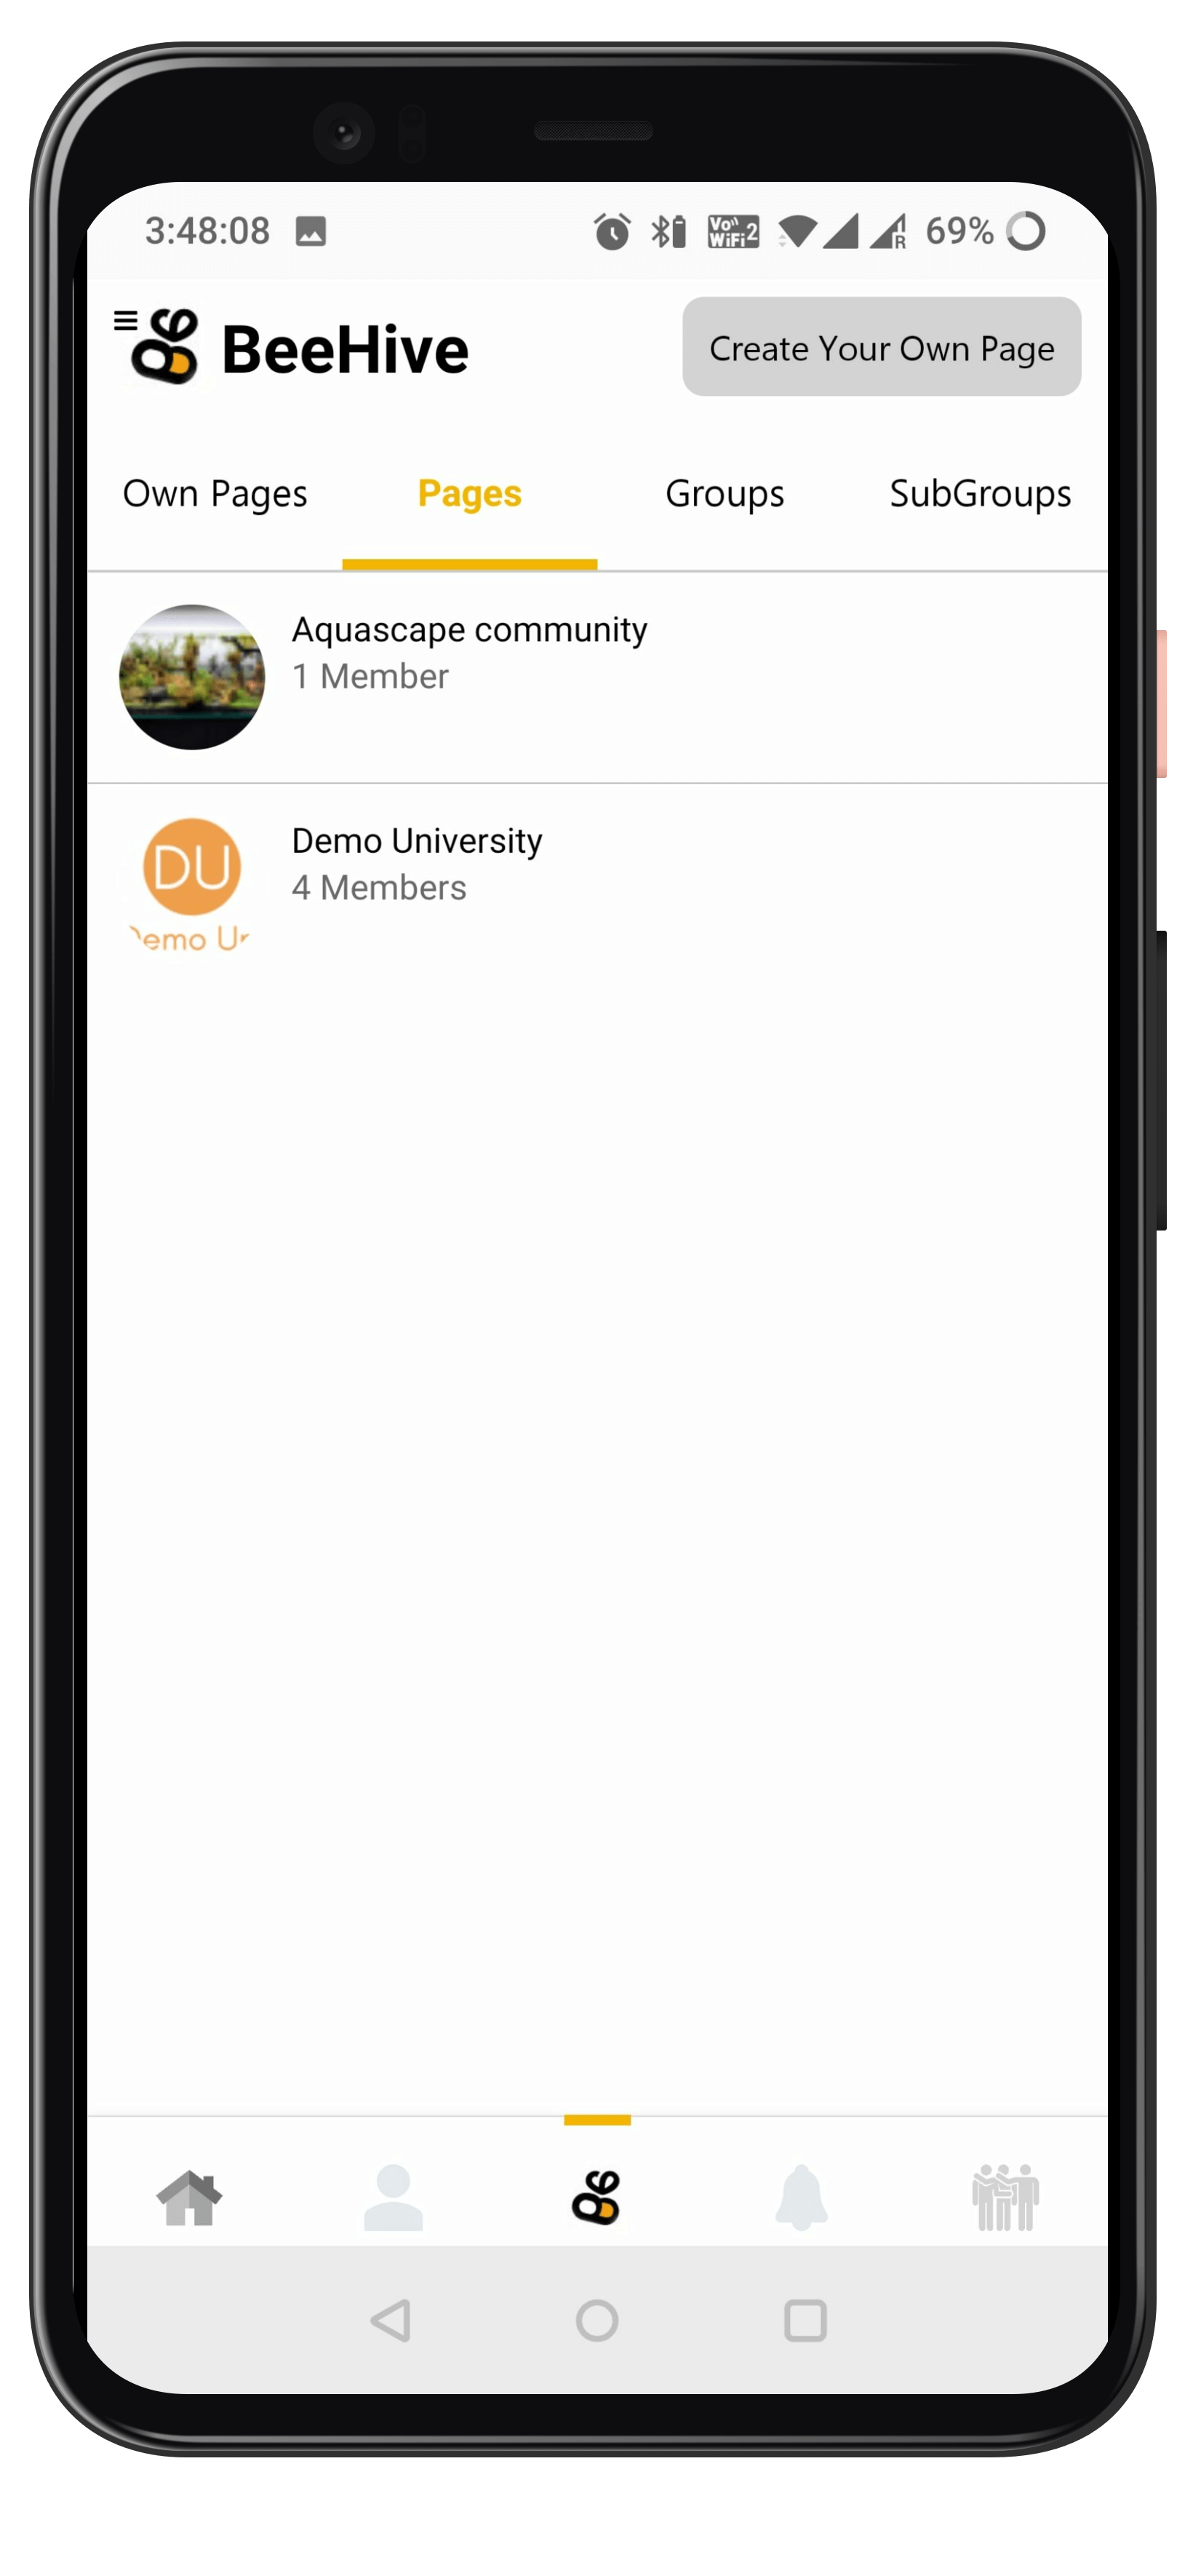 3:48:08 Vo)) WiFi 2 R 69%
BeeHive
Create Your Own Page
Own Pages Pages Groups SubGroups
Aquascape community
1 Member
DU
Demo University
4 Members
emo U